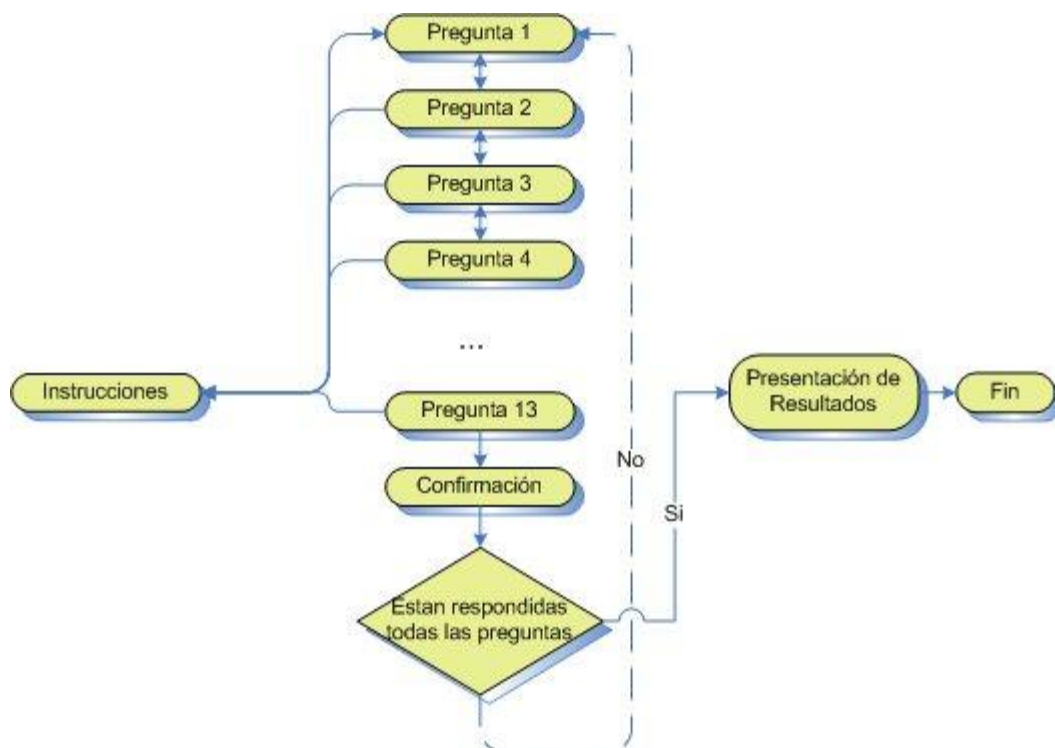 Pregunta 1
Pregunta 2
Pregunta 3
Pregunta 4
...
Instrucciones
Pregunta 13
Presentación de
Resultados
Fin
No
Confirmación
Si
Estan respondidas
todas las preguntas